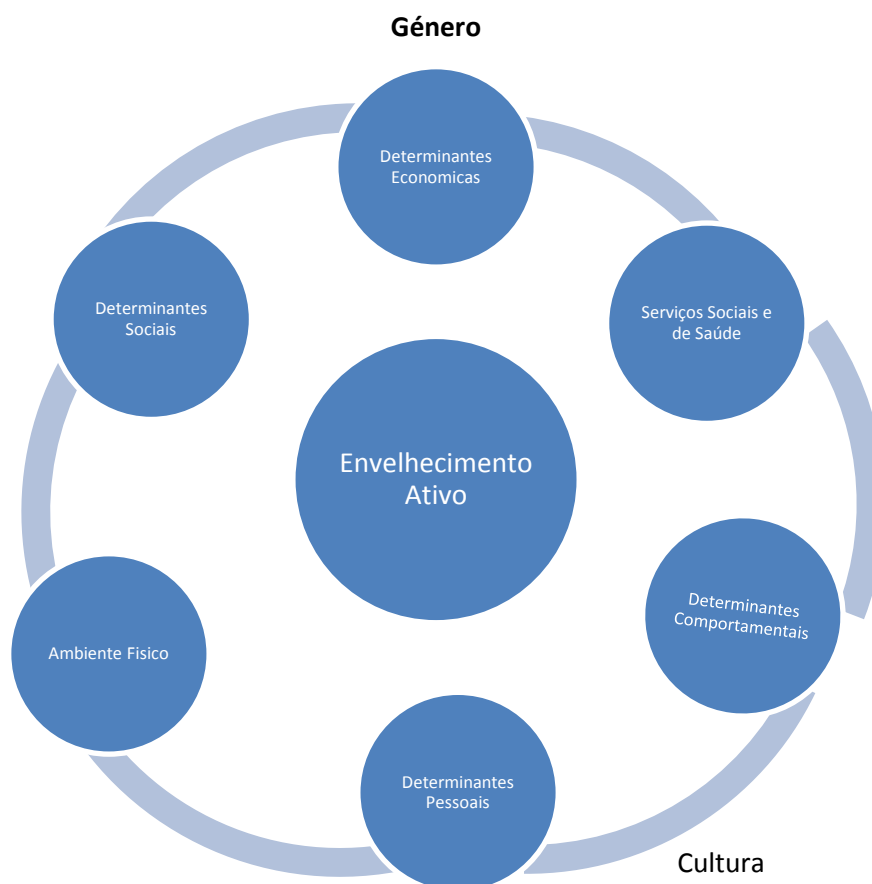 Género
Determinantes
Economicas
Serviços Sociais e
de Saúde
Determinantes
Sociais
Envelhecimento
Ativo
Determinantes
Comportamentais
Ambiente Fisico
Determinantes
Pessoais
Cultura